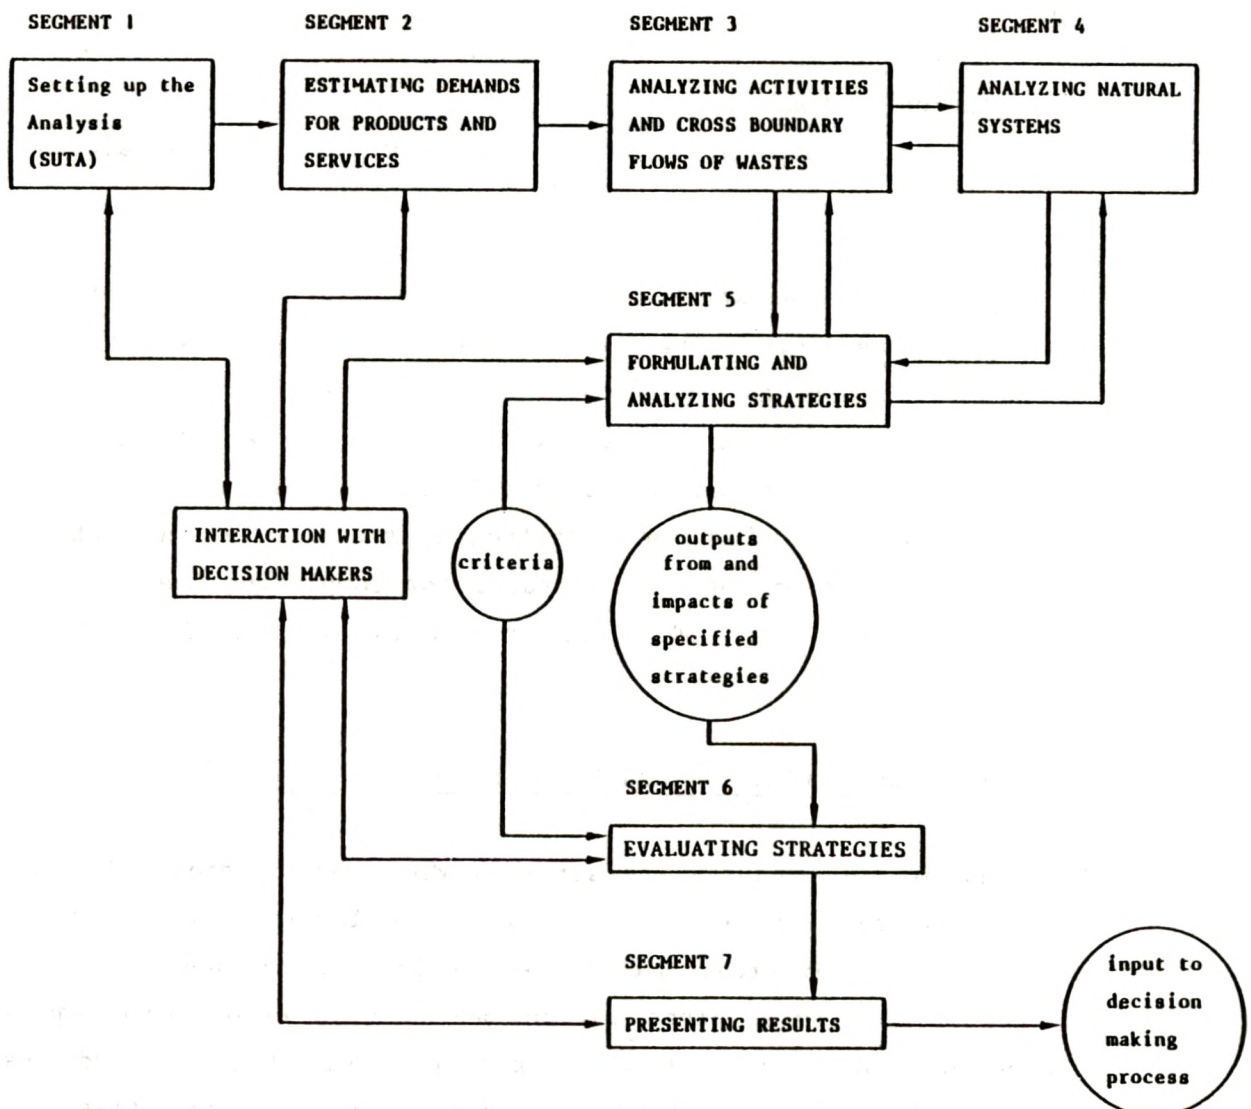 SEGMENT 1
Setting up the
Analysis
(SUTA)
SEGMENT 2
ESTIMATING DEMANDS
FOR PRODUCTS AND
SERVICES
SEGMENT 3
ANALYZING ACTIVITIES
AND CROSS BOUNDARY
FLOWS OF WASTES
SEGMENT 4
ANALYZING NATURAL
SYSTEMS
SEGMENT 5
FORMULATING AND
ANALYZING STRATEGIES
INTERACTION WITH
DECISION MAKERS
criteria
outputs
from and
impacts of
specified
strategies
SEGMENT 6
EVALUATING STRATEGIES
SEGMENT 7
PRESENTING RESULTS
input to
decision
making
process